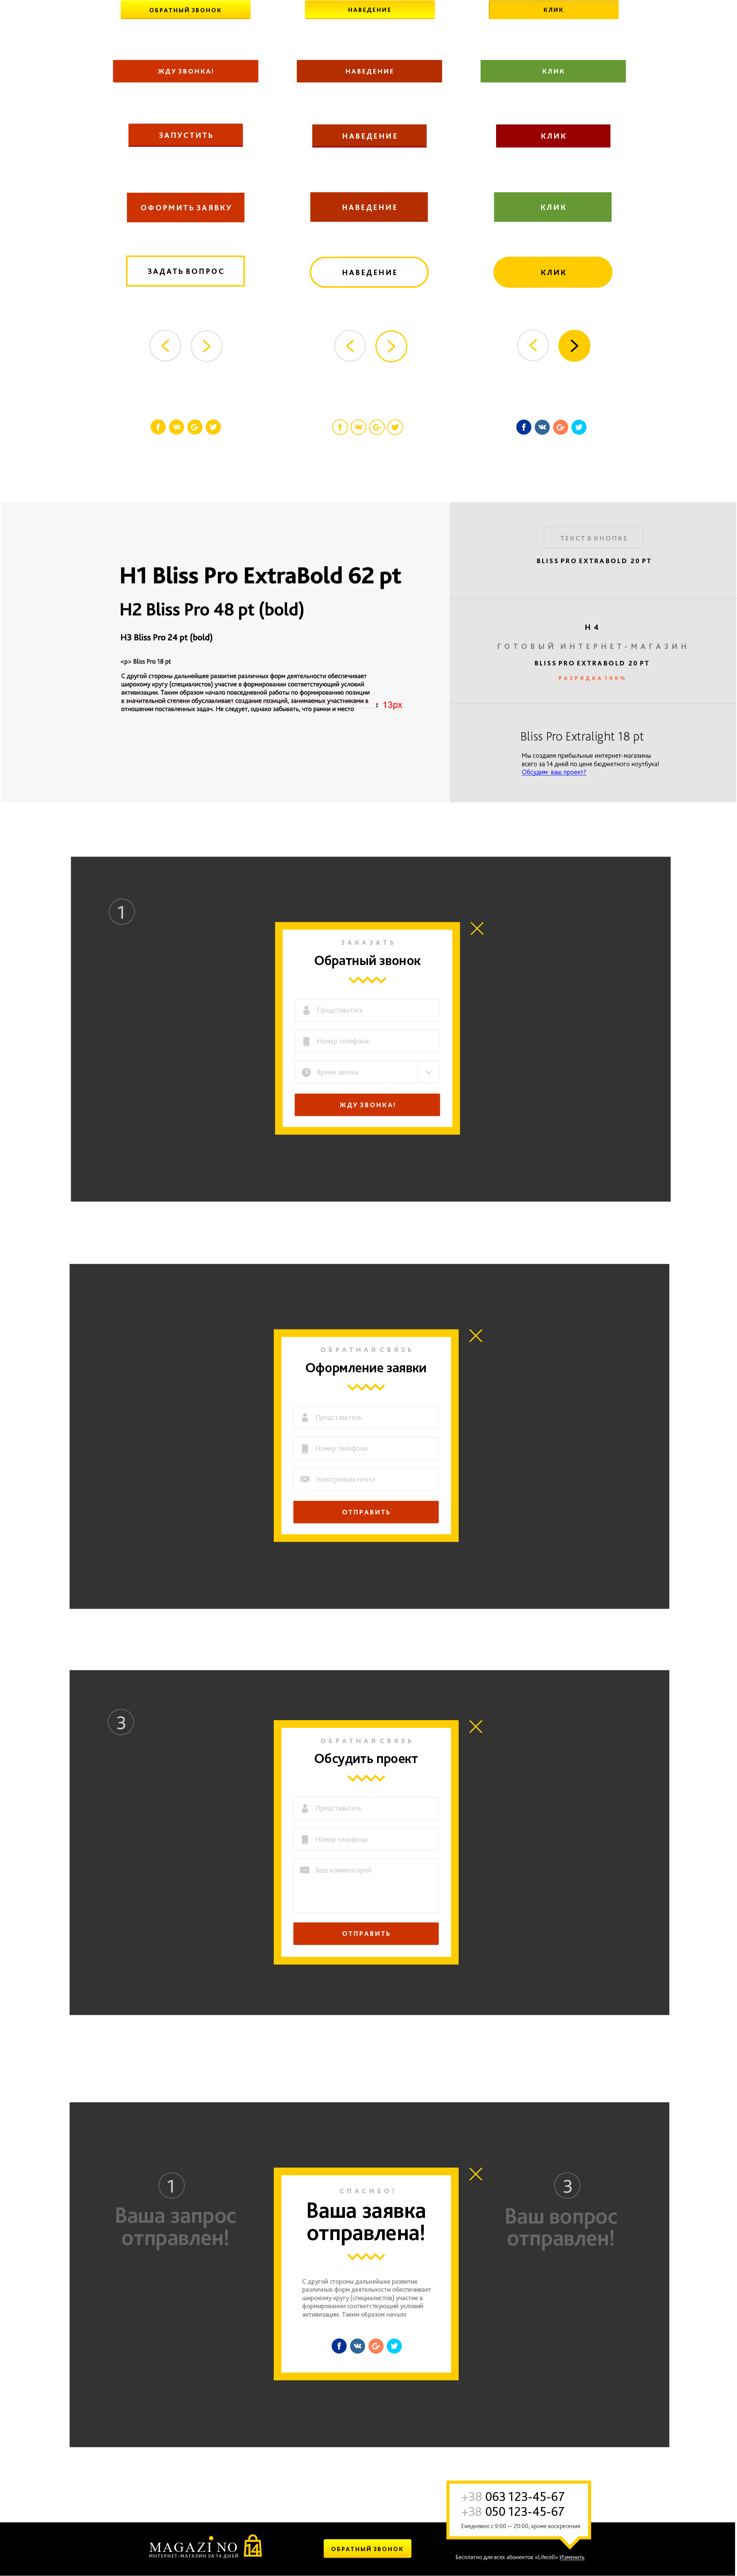 ОБРАТНЫЙ ЗВОНОК
НАВЕДЕНИЕ
КЛИК
ЖДУ ЗВОНКА!
НАВЕДЕНИЕ
КЛИК
ЗАПУСТИТЬ
НАВЕДЕНИЕ
КЛИК
ОФОРМИТЬ ЗАЯВКУ
НАВЕДЕНИЕ
КЛИК
ЗАДАТЬ ВОПРОС
НАВЕДЕНИЕ
КЛИК
H1 Bliss Pro ExtraBold 62 pt
H2 Bliss Pro 48 pt (bold)
H3 Bliss Pro 24 pt (bold)
<p> Bliss Pro 18 pt
С другой стороны дальнейшее развитие различных форм деятельности обеспечивает
широкому кругу (специалистов) участие в формировании соответствующий условий
активизации. Таким образом начало повседневной работы по формированию позиции
в значительной степени обуславливает создание позиций, занимаемых участниками в
отношении поставленных задач. Не следует, однако забывать, что рамки и место
13px
ТЕКСТ В КНОПКЕ
BLISS PRO EXTRABOLD 20 PT
H 4
ГОТОВЫЙ ИНТЕРНЕТ-МАГАЗИН
BLISS PRO EXTRABOLD 20 PT
РАЗРЯДКА 190%
Bliss Pro Extralight 18 pt
Мы создаем прибыльные интернет-магазины
всего за 14 дней по цене бюджетного ноутбука!
Обсудим ваш проект?
1
ЗАКАЗАТЬ
Обратный звонок
Представьтесь
Номер телефона
Время звонка
ЖДУ ЗВОНКА!
ОБРАТНАЯ СВЯЗЬ
Оформление заявки
Представьтесь
Номер телефона
Электронная почта
ОТПРАВИТЬ
3
ОБРАТНАЯ СВЯЗЬ
Обсудить проект
Представьтесь
Номер телефона
Ваш комментарий
ОТПРАВИТЬ
1
Ваша запрос
отправлен!
СПАСИБО!
Ваша заявка
отправлена!
С другой стороны дальнейшее развитие
различных форм деятельности обеспечивает
широкому кругу (специалистов) участие в
формировании соответствующий условий
активизации. Таким образом начало
3
Ваш вопрос
отправлен!
MAGAZINO 14
ИНТЕРНЕТ-МАГАЗИН ЗА 14 ДНЕЙ
ОБРАТНЫЙ ЗВОНОК
+38 063 123-45-67
+38 050 123-45-67
Ежедневно с 9:00 — 20:00, кроме воскресения
Бесплатно для всех абонентов «Lifecell» Изменить